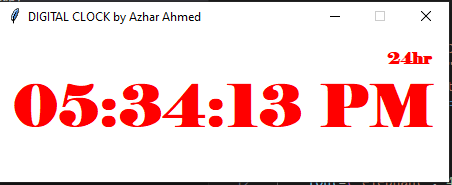 DIGITAL CLOCK by Azhar Ahmed
24hr
05:34:13 PM